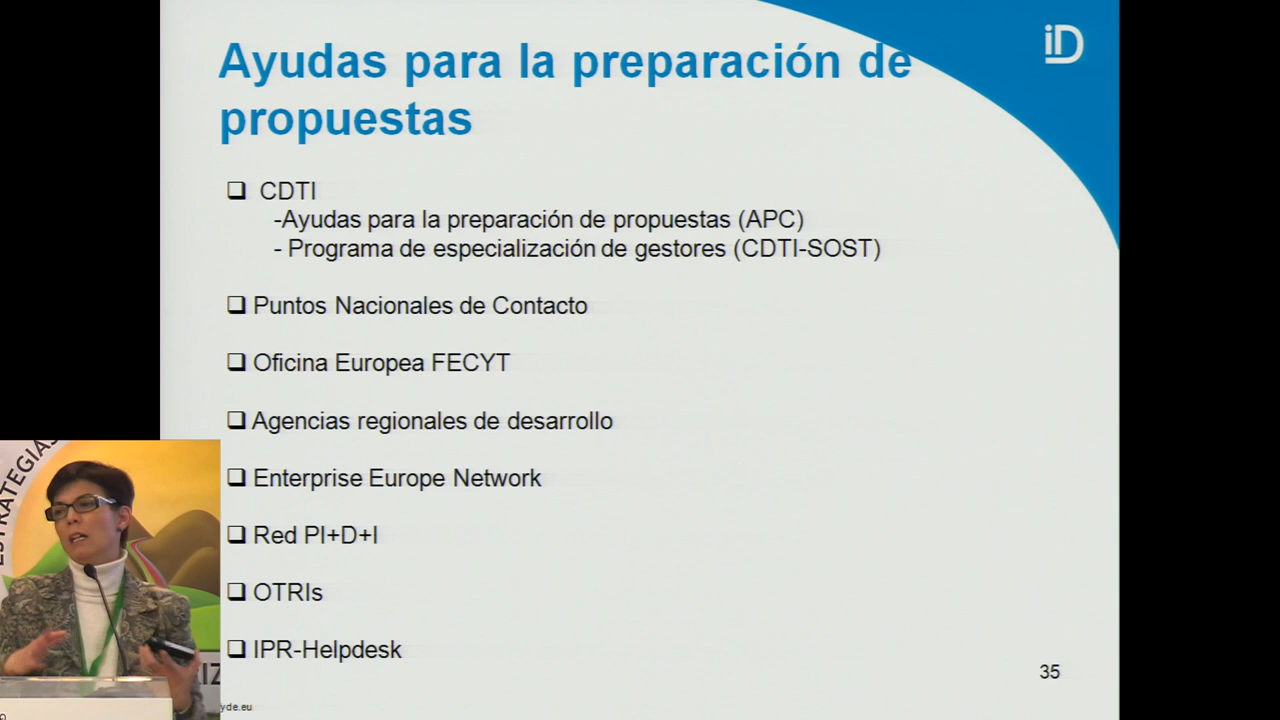 iD
Ayudas para la preparación de
propuestas
❑ CDTI
-Ayudas para la preparación de propuestas (APC)
- Programa de especialización de gestores (CDTI-SOST)
❑ Puntos Nacionales de Contacto
❑ Oficina Europea FECYT
❑ Agencias regionales de desarrollo
❑ Enterprise Europe Network
❑ Red PI+D+I
❑ OTRIs
❑ IPR-Helpdesk
35
yde.eu
ESTRATEGIAS